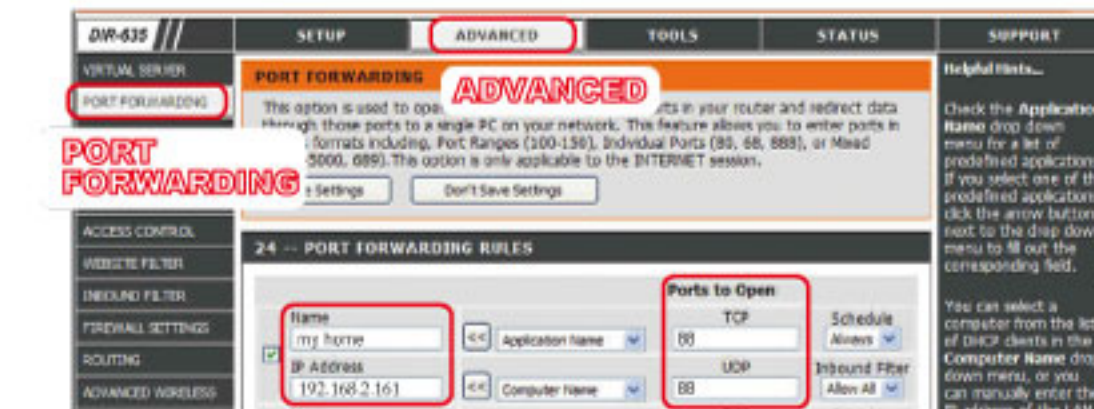 DIR-635
SETUP
ADVANCED
TOOLS
STATUS
SUPPORT
VIRTUAL SERVER
PORT FORWARDING
ACCESS CONTROL
WEBSITE FILTER
INBOUND FILTER
FIREWALL SETTINGS
ROUTING
ADVANCED WIRELESS
PORT
FORWARDING
ADVANCED
PORT FORWARDING
This option is used to rts in your router and redirect data
through those ports to a single PC on your network. This feature allows you to enter ports in
formats including, Port Ranges (100-150), Individual Ports (80, 68, 888), or Mixed
5000, 689). This option is only applicable to the INTERNET session.
Settings
Don't Save Settings
24 -- PORT FORWARDING RULES
Ports to Open
Name
TCP
Schedule
my home
<<
Application Name
88
Always
IP Address
UDP
Inbound Filter
192.168.2.161
<<
Computer Name
88
Allow All
Helpful Hints...
Check the Application
Name drop down
menu for a list of
predefined applications
If you select one of th
predefined applications
click the arrow button
next to the drop dow
menu to fill out the
corresponding field.
You can select a
computer from the list
of DHCP clients in the
Computer Name drop
down menu, or you
can manually enter the